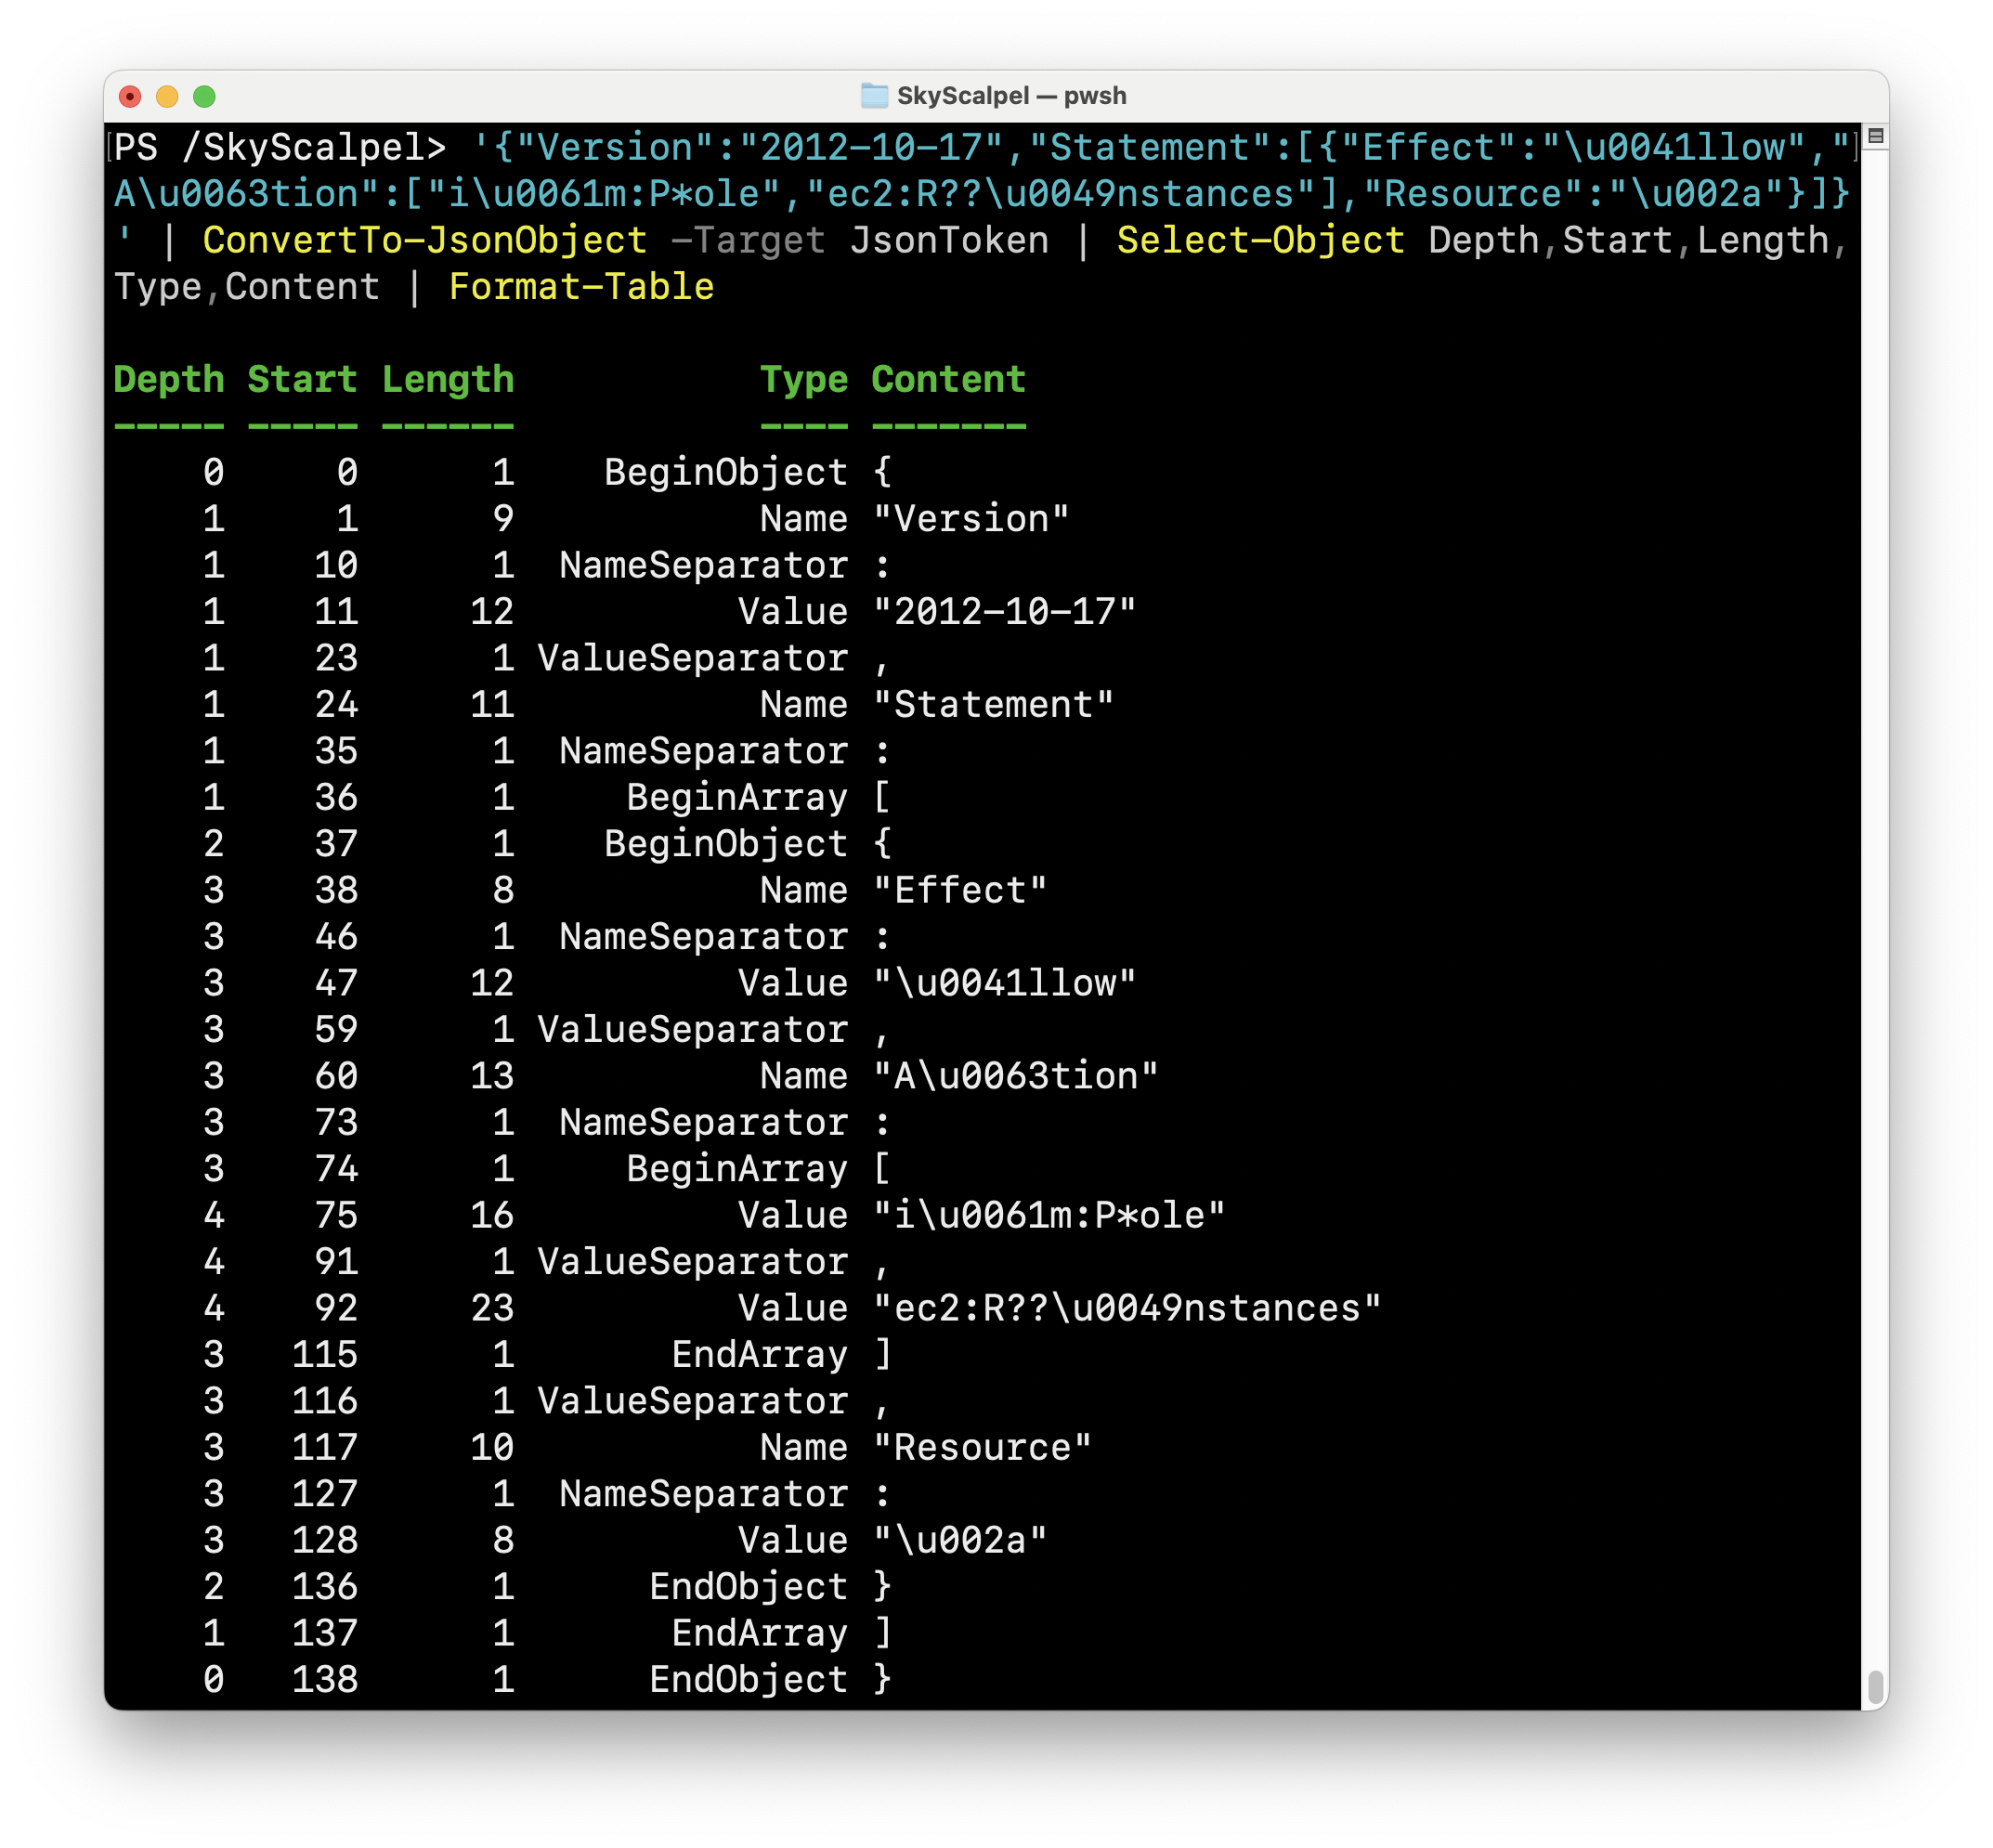 SkyScalpel — pwsh
PS /SkyScalpel> '{"Version":"2012-10-17","Statement":[{"Effect":"\u0041llow","
A\u0063tion":["i\u0061m:P*ole","ec2:R??\u0049nstances"],"Resource":"\u002a"}]}
' | ConvertTo-JsonObject -Target JsonToken | Select-Object Depth,Start,Length,
Type,Content | Format-Table
Depth Start Length           Type Content
----- ----- ------           ---- -------
    0     0      1    BeginObject {
    1     1      9           Name "Version"
    1    10      1  NameSeparator :
    1    11     12          Value "2012-10-17"
    1    23      1 ValueSeparator ,
    1    24     11           Name "Statement"
    1    35      1  NameSeparator :
    1    36      1     BeginArray [
    2    37      1    BeginObject {
    3    38      8           Name "Effect"
    3    46      1  NameSeparator :
    3    47     12          Value "\u0041llow"
    3    59      1 ValueSeparator ,
    3    60     13           Name "A\u0063tion"
    3    73      1  NameSeparator :
    3    74      1     BeginArray [
    4    75     16          Value "i\u0061m:P*ole"
    4    91      1 ValueSeparator ,
    4    92     23          Value "ec2:R??\u0049nstances"
    3   115      1       EndArray ]
    3   116      1 ValueSeparator ,
    3   117     10           Name "Resource"
    3   127      1  NameSeparator :
    3   128      8          Value "\u002a"
    2   136      1      EndObject }
    1   137      1       EndArray ]
    0   138      1      EndObject }